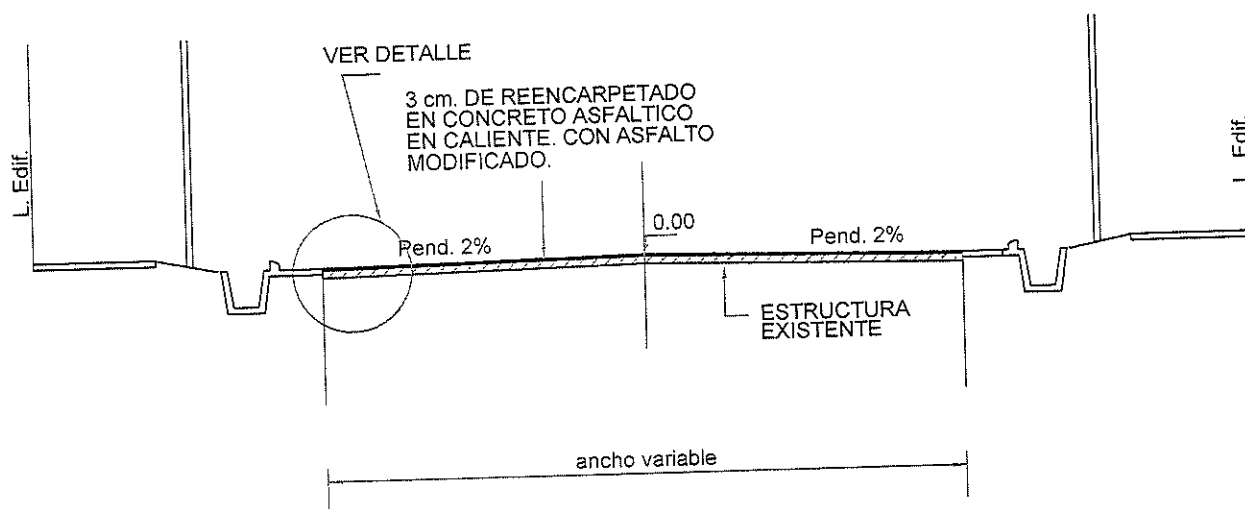 VER DETALLE
3 cm. DE REENCARPETADO
EN CONCRETO ASFALTICO
EN CALIENTE. CON ASFALTO
MODIFICADO.
L. Edif.
L. Edif.
0.00
Pend. 2%
Pend. 2%
ESTRUCTURA
EXISTENTE
ancho variable